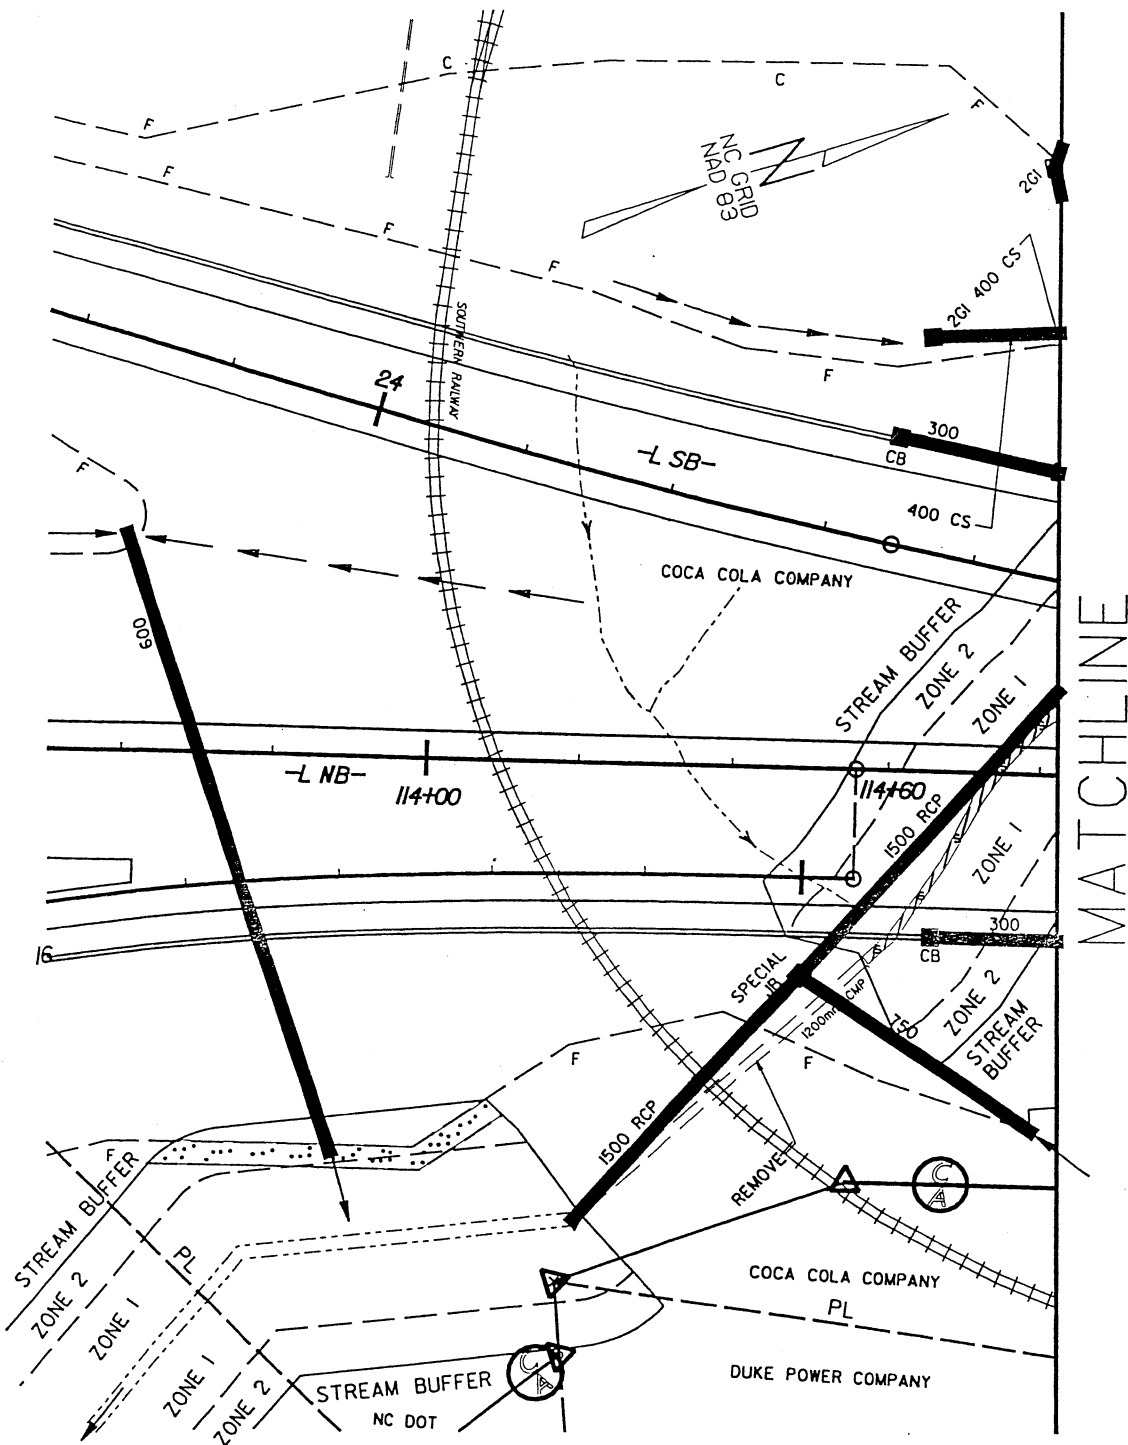 C
C
F
F
F
F
F
F
NC GRID
NAD 83
2GI
2GI 400 CS
SOUTHERN RAILWAY
24
-L SB-
300
CB
400 CS
F
600
COCA COLA COMPANY
STREAM BUFFER
ZONE 2
ZONE 1
MATCHLINE
-L NB-
114+00
114+60
1500 RCP
S
S
ZONE 1
16
300
CB
S
SPECIAL
JB
1200mm CMP
750
ZONE 2
STREAM
BUFFER
F
F
1500 RCP
F
REMOVE
C
A
STREAM BUFFER
ZONE 2
ZONE 1
PL
COCA COLA COMPANY
PL
DUKE POWER COMPANY
ZONE 1
ZONE 2
STREAM BUFFER
NC DOT
C
A